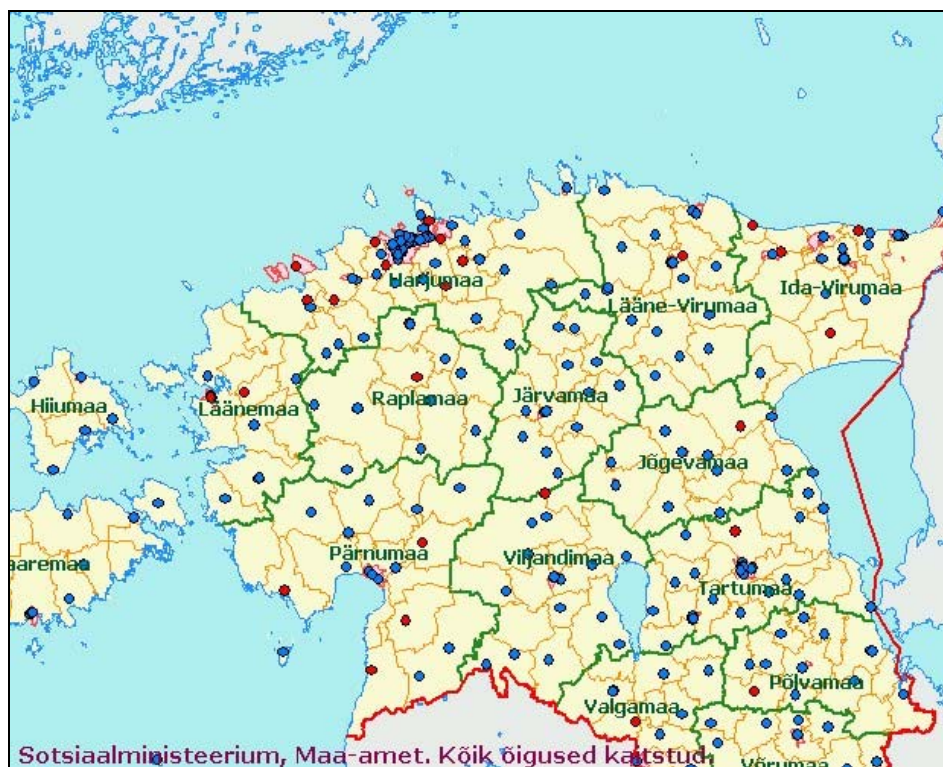 Harjumaa
Lääne-Virumaa
Ida-Virumaa
Hiiumaa
Läänemaa
Raplamaa
Järvamaa
Jõgevamaa
aaremaa
Pärnumaa
Viljandimaa
Tartumaa
Valgamaa
Põlvamaa
Võrumaa
Sotsiaalministeerium, Maa-amet. Kõik õigused kaitstud.